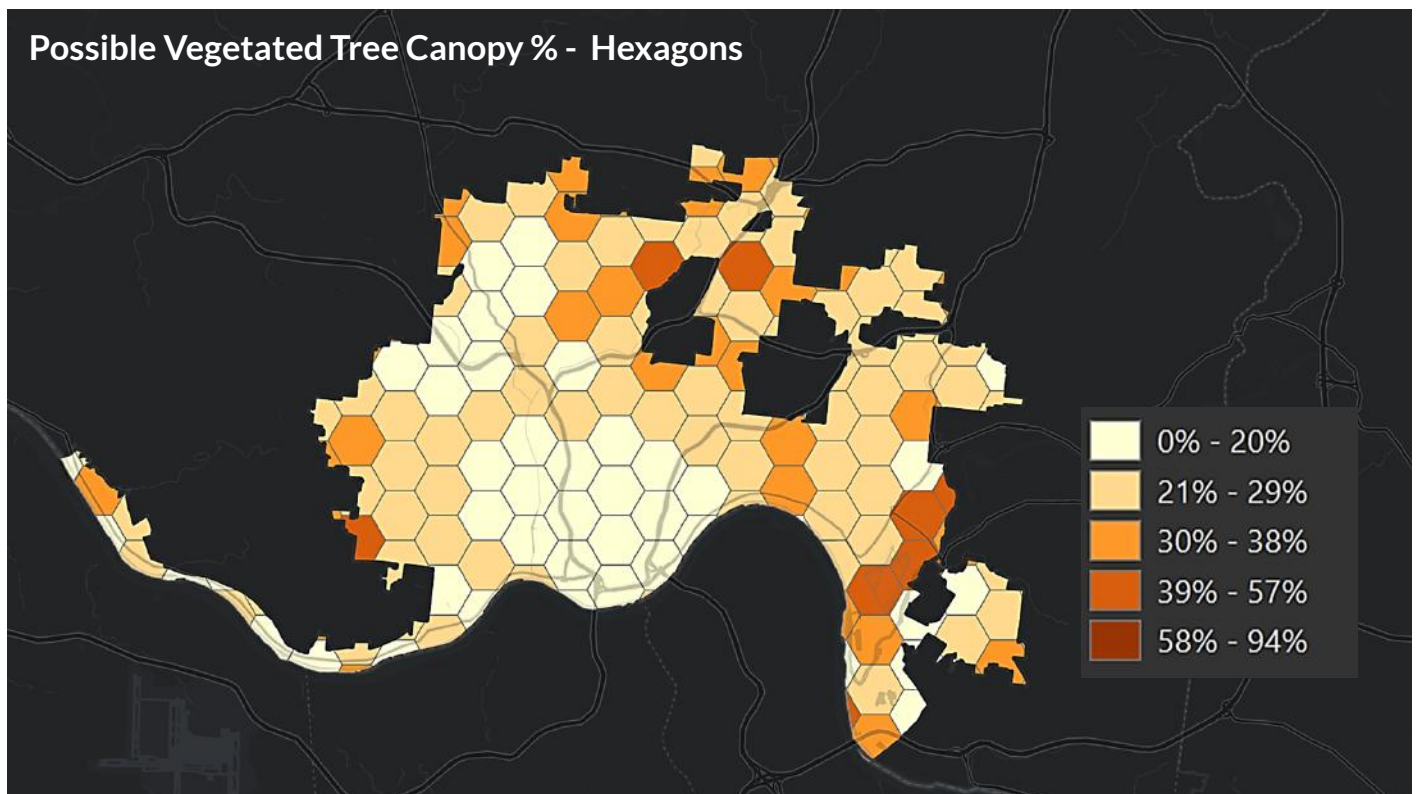 Possible Vegetated Tree Canopy % - Hexagons
0% - 20%
21% - 29%
30% - 38%
39% - 57%
58% - 94%